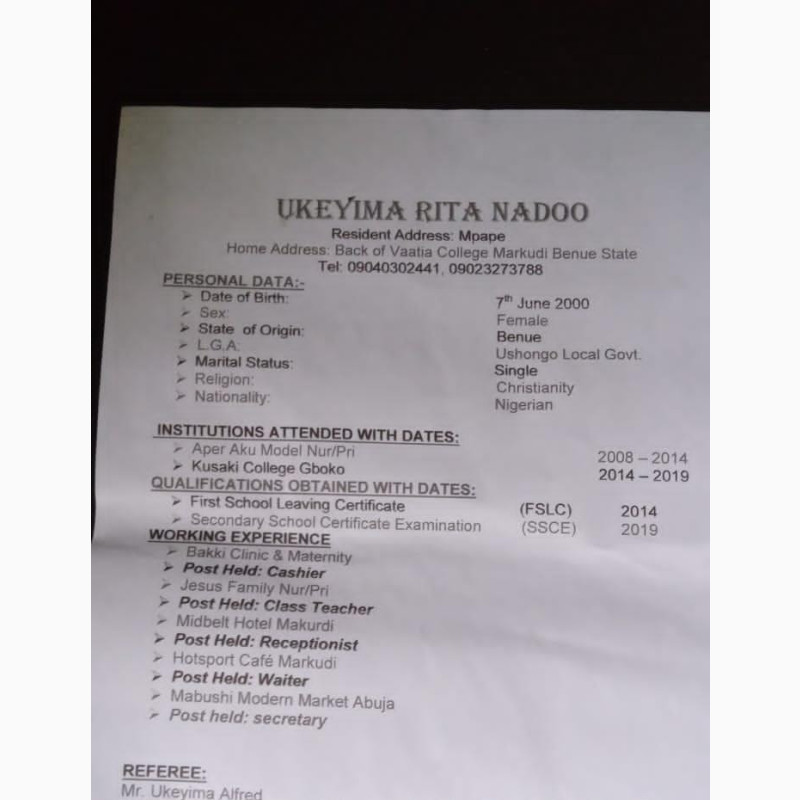 UKEYIMA RITA NADOO
Resident Address: Mpape
Home Address: Back of Vaatia College Markudi Benue State
Tel: 09040302441, 09023273788
PERSONAL DATA:-
➢ Date of Birth: 7th June 2000
➢ Sex: Female
➢ State of Origin: Benue
➢ L.G.A: Ushongo Local Govt.
➢ Marital Status: Single
➢ Religion: Christianity
➢ Nationality: Nigerian
INSTITUTIONS ATTENDED WITH DATES:
➢ Aper Aku Model Nur/Pri 2008 – 2014
➢ Kusaki College Gboko 2014 – 2019
QUALIFICATIONS OBTAINED WITH DATES:
➢ First School Leaving Certificate (FSLC) 2014
➢ Secondary School Certificate Examination (SSCE) 2019
WORKING EXPERIENCE
➢ Bakki Clinic & Maternity
➢ Post Held: Cashier
➢ Jesus Family Nur/Pri
➢ Post Held: Class Teacher
➢ Midbelt Hotel Makurdi
➢ Post Held: Receptionist
➢ Hotsport Café Markudi
➢ Post Held: Waiter
➢ Mabushi Modern Market Abuja
➢ Post held: secretary
REFEREE:
Mr. Ukeyima Alfred